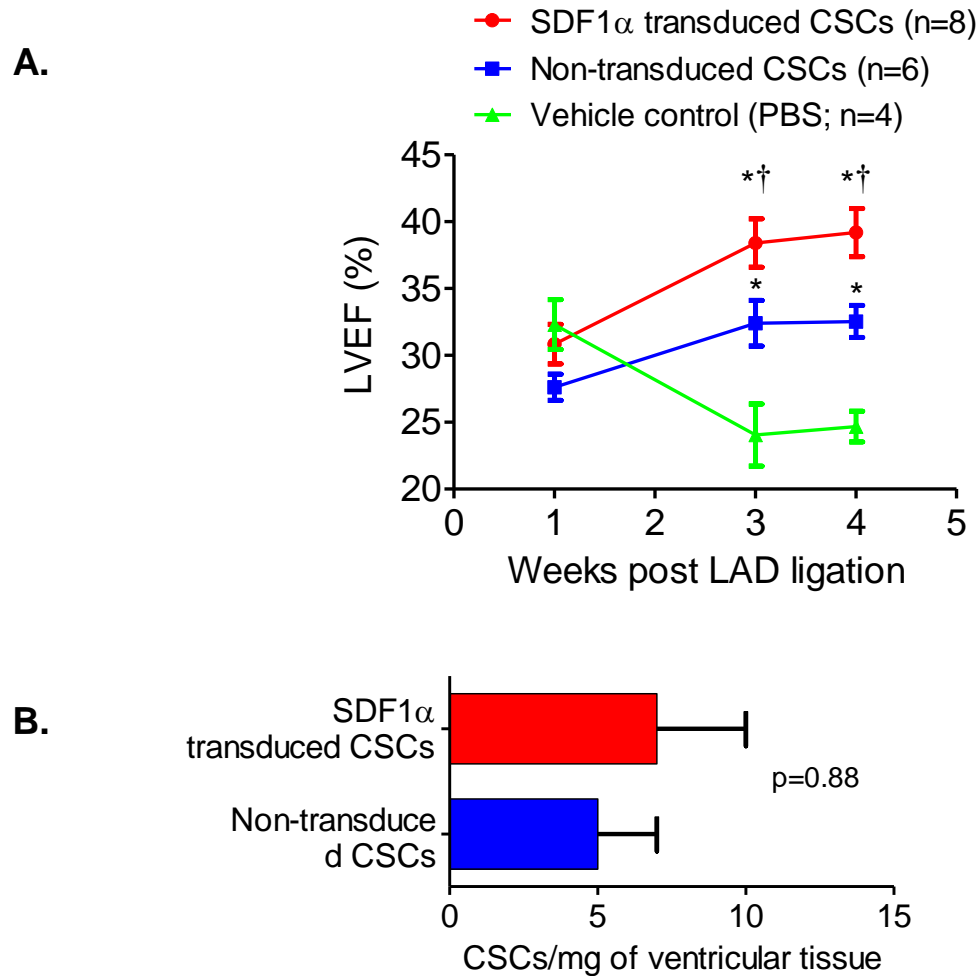 A.
SDF1α transduced CSCs (n=8)
Non-transduced CSCs (n=6)
Vehicle control (PBS; n=4)
LVEF (%)
45
40
35
30
25
20
*† *†
* *
0 1 2 3 4 5
Weeks post LAD ligation
B.
SDF1α
transduced CSCs
Non-transduce
d CSCs
p=0.88
0 5 10 15
CSCs/mg of ventricular tissue